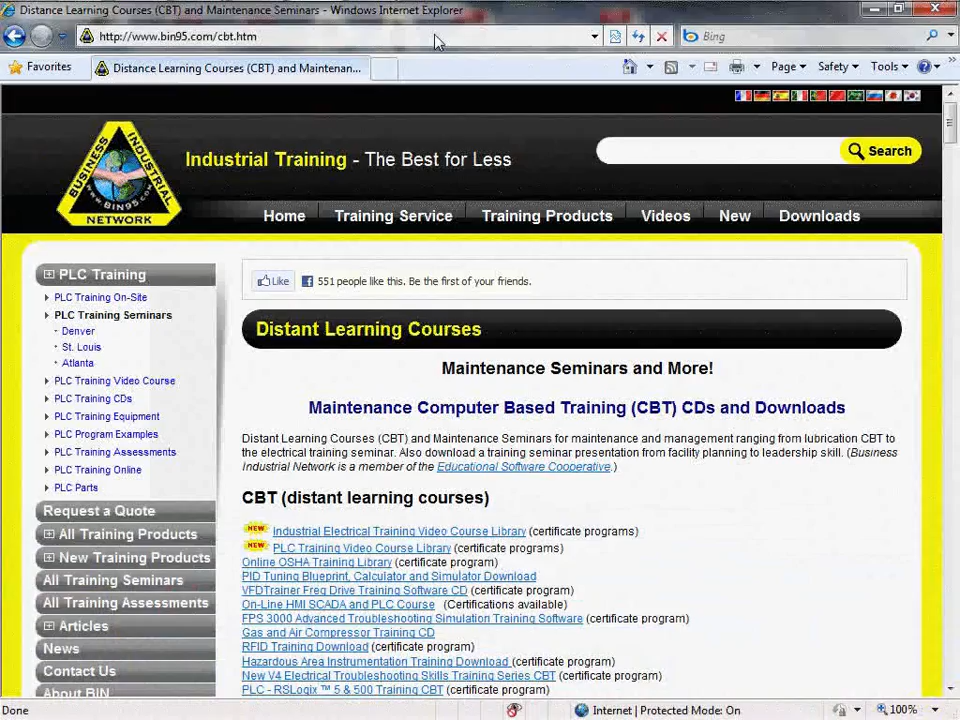 Distance Learning Courses (CBT) and Maintenance Seminars - Windows Internet Explorer
http://www.bin95.com/cbt.htm
Bing
Favorites
Distance Learning Courses (CBT) and Maintenan...
Page
Safety
Tools
BUSINESS INDUSTRIAL NETWORK
WWW.BIN95.COM
Industrial Training - The Best for Less
Search
Home
Training Service
Training Products
Videos
New
Downloads
PLC Training
PLC Training On-Site
PLC Training Seminars
- Denver
- St. Louis
- Atlanta
PLC Training Video Course
PLC Training CDs
PLC Training Equipment
PLC Program Examples
PLC Training Assessments
PLC Training Online
PLC Parts
Request a Quote
All Training Products
New Training Products
All Training Seminars
All Training Assessments
Articles
News
Contact Us
About BIN
Like
551 people like this. Be the first of your friends.
Distant Learning Courses
Maintenance Seminars and More!
Maintenance Computer Based Training (CBT) CDs and Downloads
Distant Learning Courses (CBT) and Maintenance Seminars for maintenance and management ranging from lubrication CBT to
the electrical training seminar. Also download a training seminar presentation from facility planning to leadership skill. (Business
Industrial Network is a member of the Educational Software Cooperative.)
CBT (distant learning courses)
NEW Industrial Electrical Training Video Course Library (certificate programs)
NEW PLC Training Video Course Library (certificate programs)
Online OSHA Training Library (certificate program)
PID Tuning Blueprint, Calculator and Simulator Download
VFDTrainer Freq Drive Training Software CD (certificate program)
On-Line HMI SCADA and PLC Course (Certifications available)
FPS 3000 Advanced Troubleshooting Simulation Training Software (certificate program)
Gas and Air Compressor Training CD
RFID Training Download (certificate program)
Hazardous Area Instrumentation Training Download (certificate program)
New V4 Electrical Troubleshooting Skills Training Series CBT (certificate program)
PLC - RSLogix ™ 5 & 500 Training CBT (certificate program)
Done
Internet | Protected Mode: On
100%